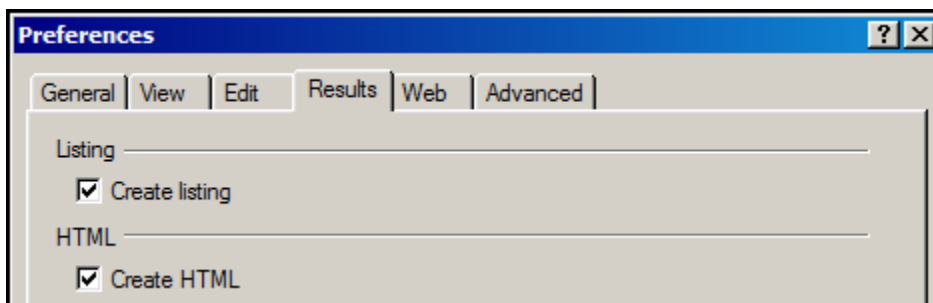 Preferences
General View Edit Results Web Advanced
Listing
Create listing
HTML
Create HTML